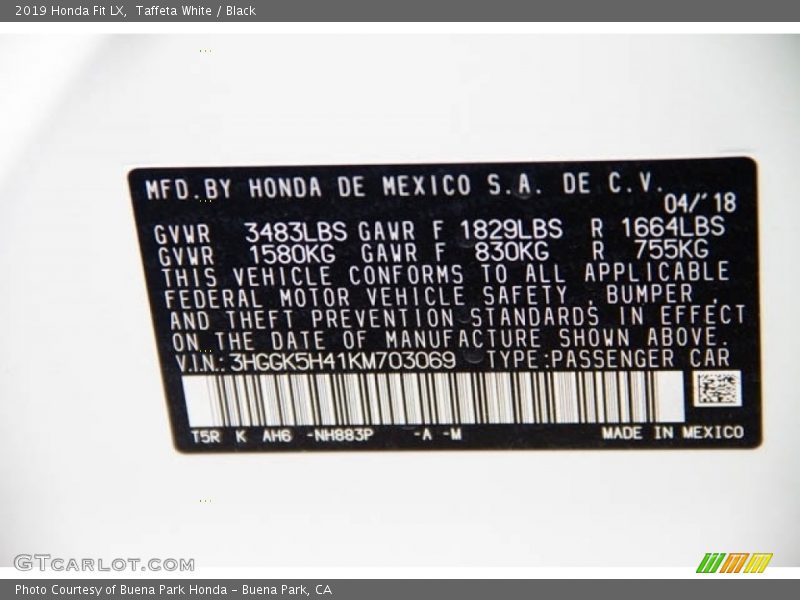 2019 Honda Fit LX,  Taffeta White / Black
MFD.BY HONDA DE MEXICO S.A. DE C.V.
04/'18
GVWR 3483LBS GAWR F 1829LBS R 1664LBS
GVWR 1580KG GAWR F 830KG R 755KG
THIS VEHICLE CONFORMS TO ALL APPLICABLE
FEDERAL MOTOR VEHICLE SAFETY , BUMPER ,
AND THEFT PREVENTION STANDARDS IN EFFECT
ON THE DATE OF MANUFACTURE SHOWN ABOVE.
V.I.N.: 3HGGK5H41KM703069 TYPE:PASSENGER CAR
T5R K AH6 -NH883P -A -M MADE IN MEXICO
GTCARLOT.COM
Photo Courtesy of Buena Park Honda - Buena Park, CA